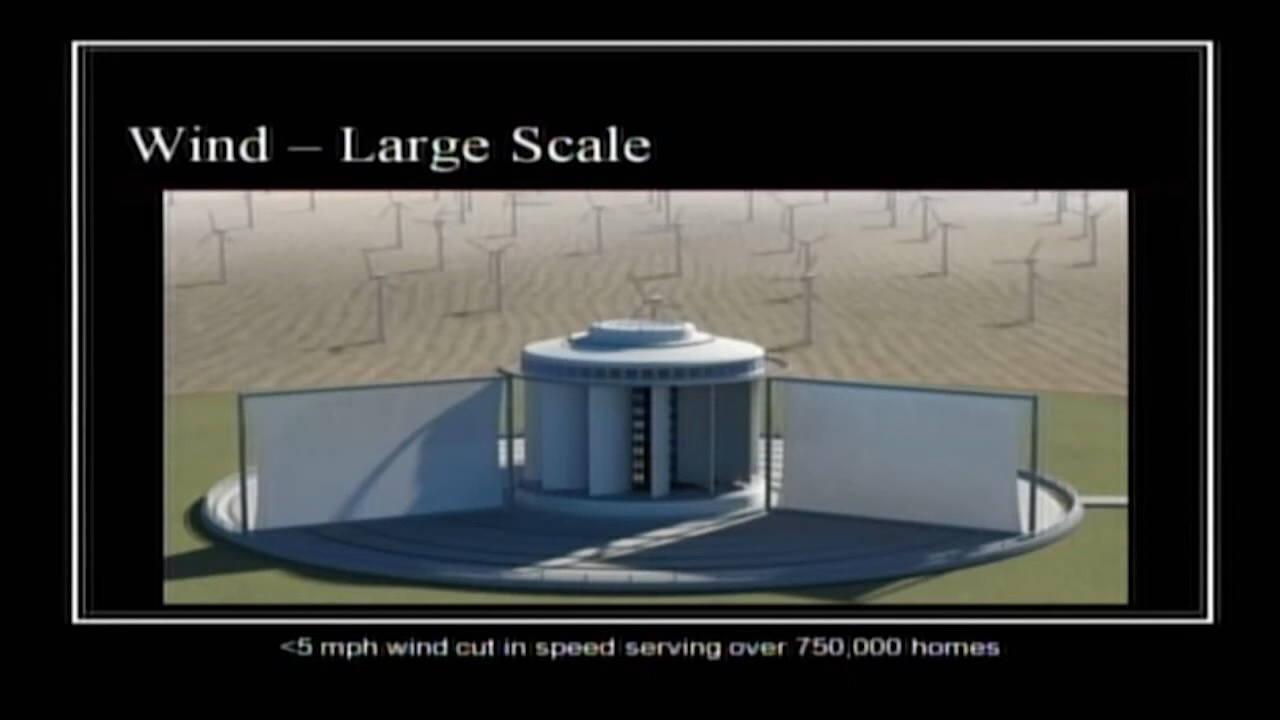 Wind – Large Scale
<5 mph wind cut in speed serving over 750,000 homes